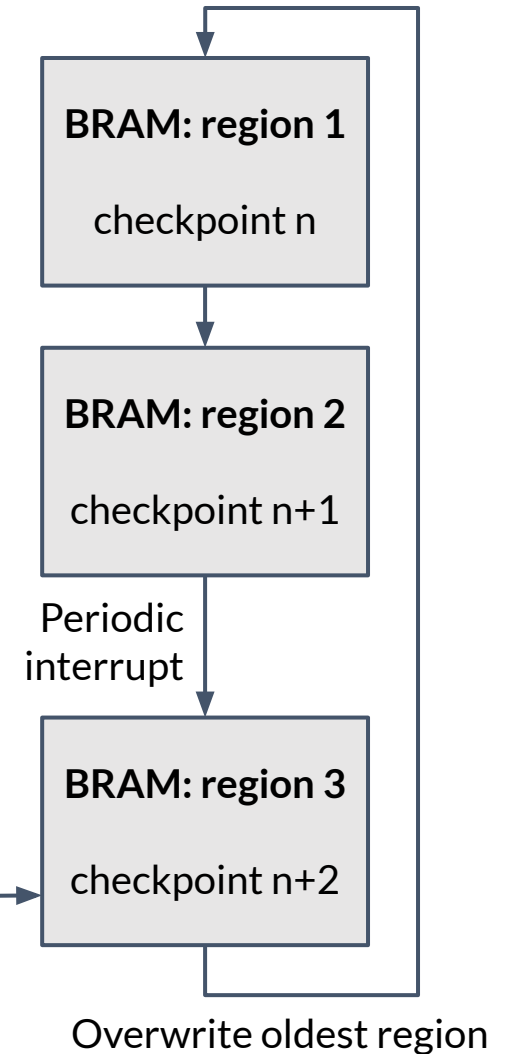 BRAM: region 1
checkpoint n
BRAM: region 2
checkpoint n+1
Periodic
interrupt
BRAM: region 3
checkpoint n+2
Overwrite oldest region